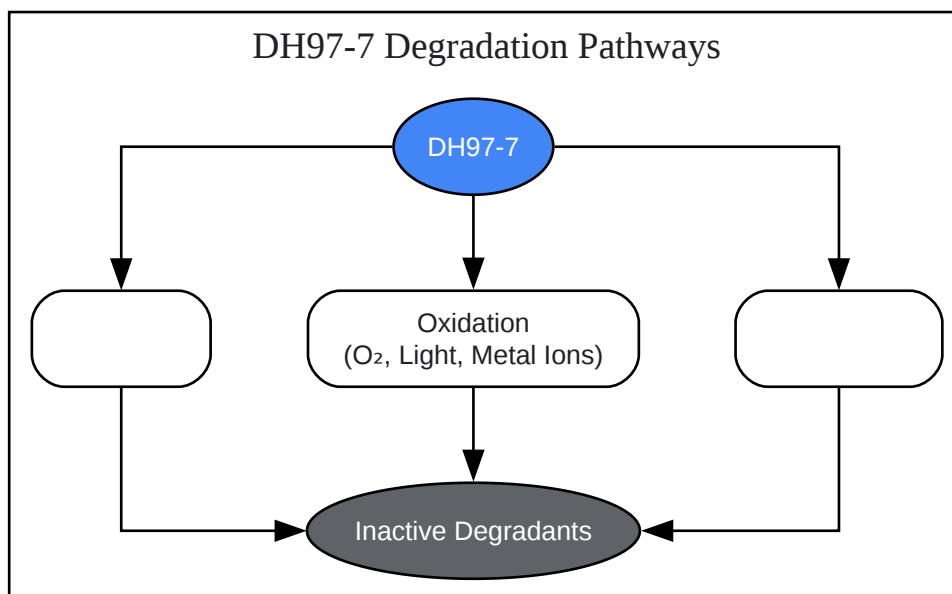 DH97-7 Degradation Pathways
DH97-7
Oxidation
(O₂, Light, Metal Ions)
Inactive Degradants